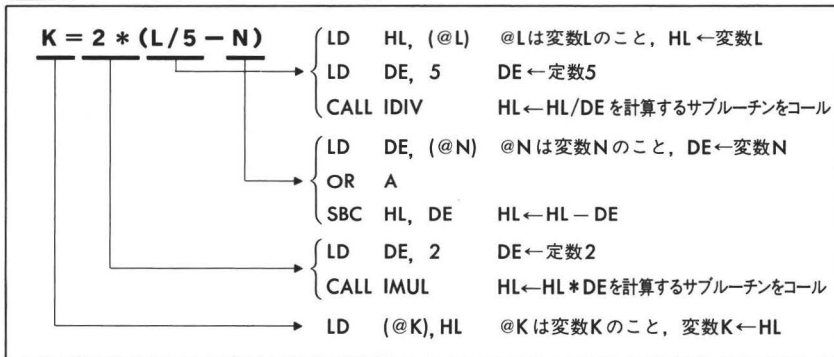 K = 2 * (L/5 − N)
LD HL, (@L) @Lは変数Lのこと, HL←変数L
LD DE, 5 DE←定数5
CALL IDIV HL←HL/DEを計算するサブルーチンをコール
LD DE, (@N) @Nは変数Nのこと, DE←変数N
OR A
SBC HL, DE HL←HL−DE
LD DE, 2 DE←定数2
CALL IMUL HL←HL*DEを計算するサブルーチンをコール
LD (@K), HL @Kは変数Kのこと, 変数K←HL